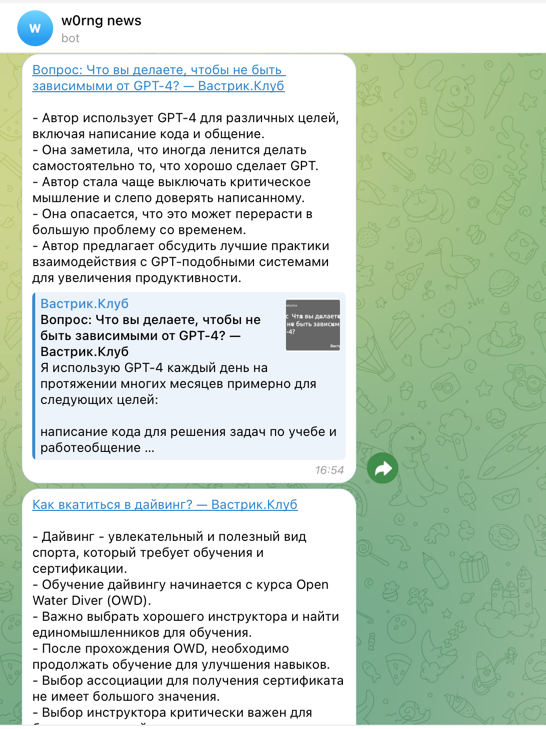 w
w0rng news
bot
Вопрос: Что вы делаете, чтобы не быть
зависимыми от GPT-4? — Вастрик.Клуб
- Автор использует GPT-4 для различных целей,
включая написание кода и общение.
- Она заметила, что иногда ленится делать
самостоятельно то, что хорошо сделает GPT.
- Автор стала чаще выключать критическое
мышление и слепо доверять написанному.
- Она опасается, что это может перерасти в
большую проблему со временем.
- Автор предлагает обсудить лучшие практики
взаимодействия с GPT-подобными системами
для увеличения продуктивности.
Вастрик.Клуб
Вопрос: Что вы делаете, чтобы не
быть зависимыми от GPT-4? —
Вастрик.Клуб
Я использую GPT-4 каждый день на
протяжении многих месяцев примерно для
следующих целей:
написание кода для решения задач по учебе и
работеобщение ...
с: Что вы делаете
не быть зависим
-4?
16:54
Как вкатиться в дайвинг? — Вастрик.Клуб
- Дайвинг - увлекательный и полезный вид
спорта, который требует обучения и
сертификации.
- Обучение дайвингу начинается с курса Open
Water Diver (OWD).
- Важно выбрать хорошего инструктора и найти
единомышленников для обучения.
- После прохождения OWD, необходимо
продолжать обучение для улучшения навыков.
- Выбор ассоциации для получения сертификата
не имеет большого значения.
- Выбор инструктора критически важен для